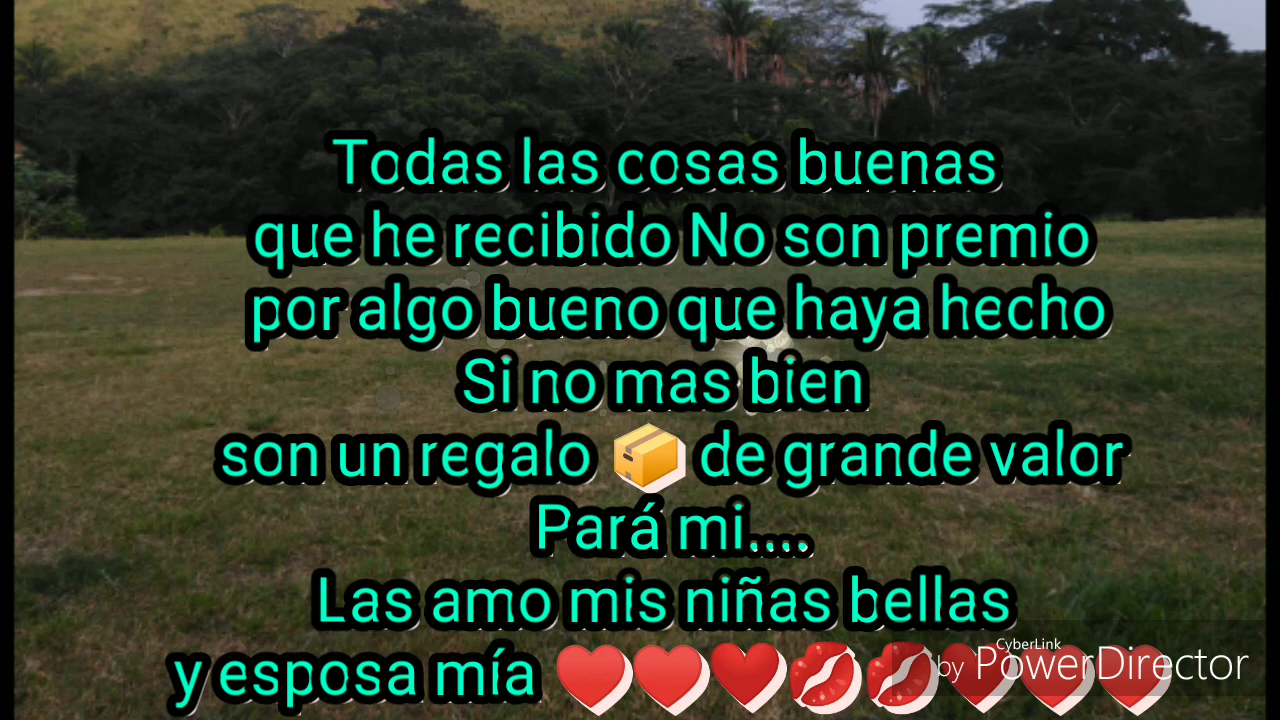 Todas las cosas buenas
que he recibido No son premio
por algo bueno que haya hecho
Si no mas bien
son un regalo 📦 de grande valor
Pará mi....
Las amo mis niñas bellas
y esposa mía ❤❤❤💋💋❤❤❤
CyberLink
by PowerDirector